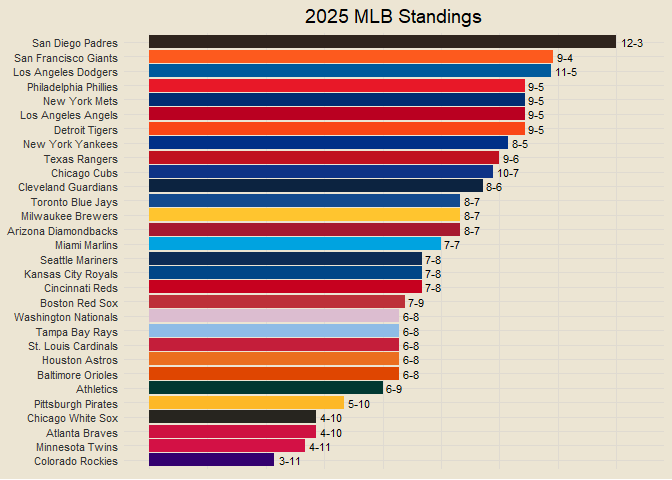 2025 MLB Standings
San Diego Padres 12-3
San Francisco Giants 9-4
Los Angeles Dodgers 11-5
Philadelphia Phillies 9-5
New York Mets 9-5
Los Angeles Angels 9-5
Detroit Tigers 9-5
New York Yankees 8-5
Texas Rangers 9-6
Chicago Cubs 10-7
Cleveland Guardians 8-6
Toronto Blue Jays 8-7
Milwaukee Brewers 8-7
Arizona Diamondbacks 8-7
Miami Marlins 7-7
Seattle Mariners 7-8
Kansas City Royals 7-8
Cincinnati Reds 7-8
Boston Red Sox 7-9
Washington Nationals 6-8
Tampa Bay Rays 6-8
St. Louis Cardinals 6-8
Houston Astros 6-8
Baltimore Orioles 6-8
Athletics 6-9
Pittsburgh Pirates 5-10
Chicago White Sox 4-10
Atlanta Braves 4-10
Minnesota Twins 4-11
Colorado Rockies 3-11